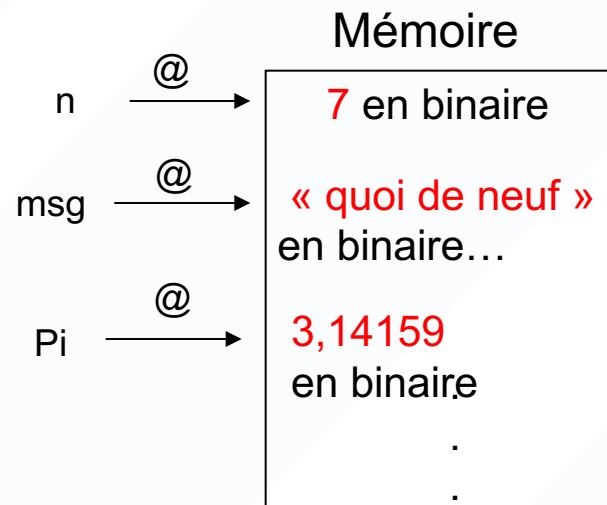 Mémoire
n @ 7 en binaire
msg @ « quoi de neuf »
en binaire…
Pi @ 3,14159
en binaire
.
.
.